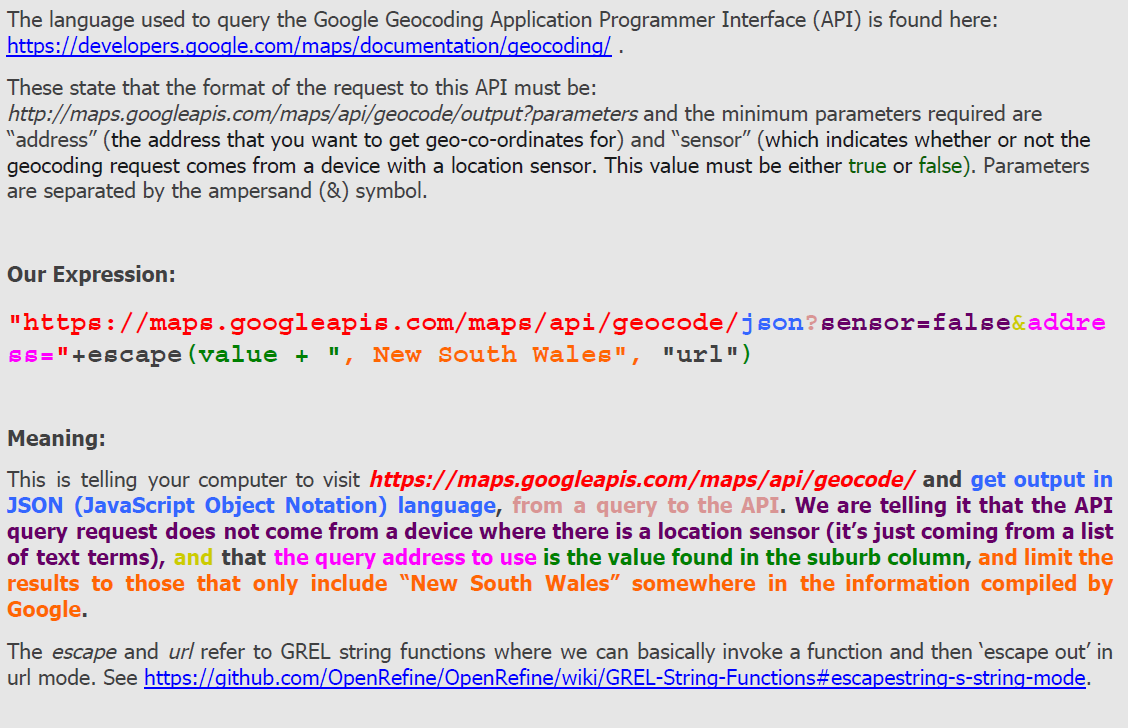 The language used to query the Google Geocoding Application Programmer Interface (API) is found here:
https://developers.google.com/maps/documentation/geocoding/ .
These state that the format of the request to this API must be:
http://maps.googleapis.com/maps/api/geocode/output?parameters and the minimum parameters required are
“address” (the address that you want to get geo-co-ordinates for) and “sensor” (which indicates whether or not the
geocoding request comes from a device with a location sensor. This value must be either true or false). Parameters
are separated by the ampersand (&) symbol.
Our Expression:
"https://maps.googleapis.com/maps/api/geocode/json?sensor=false&addre
ss="+escape(value + ", New South Wales", "url")
Meaning:
This is telling your computer to visit https://maps.googleapis.com/maps/api/geocode/ and get output in
JSON (JavaScript Object Notation) language, from a query to the API. We are telling it that the API
query request does not come from a device where there is a location sensor (it’s just coming from a list
of text terms), and that the query address to use is the value found in the suburb column, and limit the
results to those that only include “New South Wales” somewhere in the information compiled by
Google.
The escape and url refer to GREL string functions where we can basically invoke a function and then ‘escape out’ in
url mode. See https://github.com/OpenRefine/OpenRefine/wiki/GREL-String-Functions#escapestring-s-string-mode.